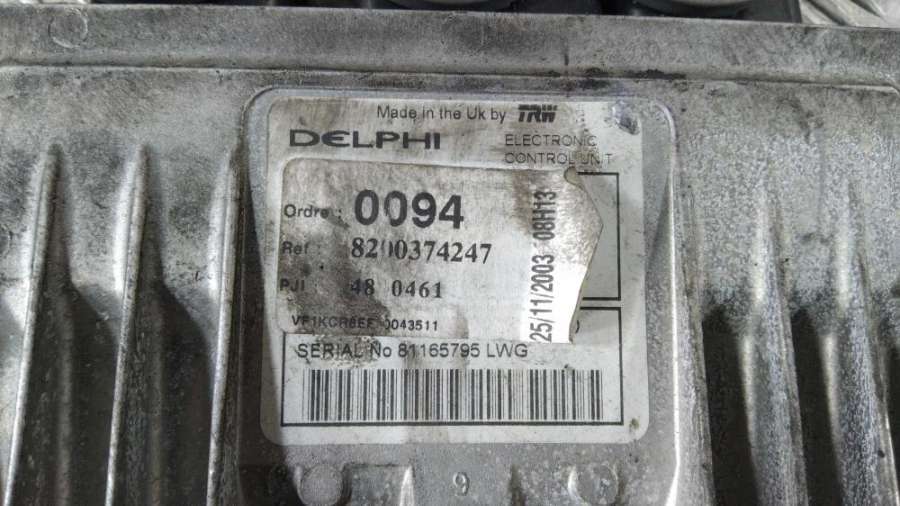 Made in the Uk by TRW
DELPHI
ELECTRONIC
CONTROL UNIT
Ordre : 0094
Ref : 8200374247
PJI : 48 0461
25/11/2003 08H13
SERIAL No 81165795 LWG
9